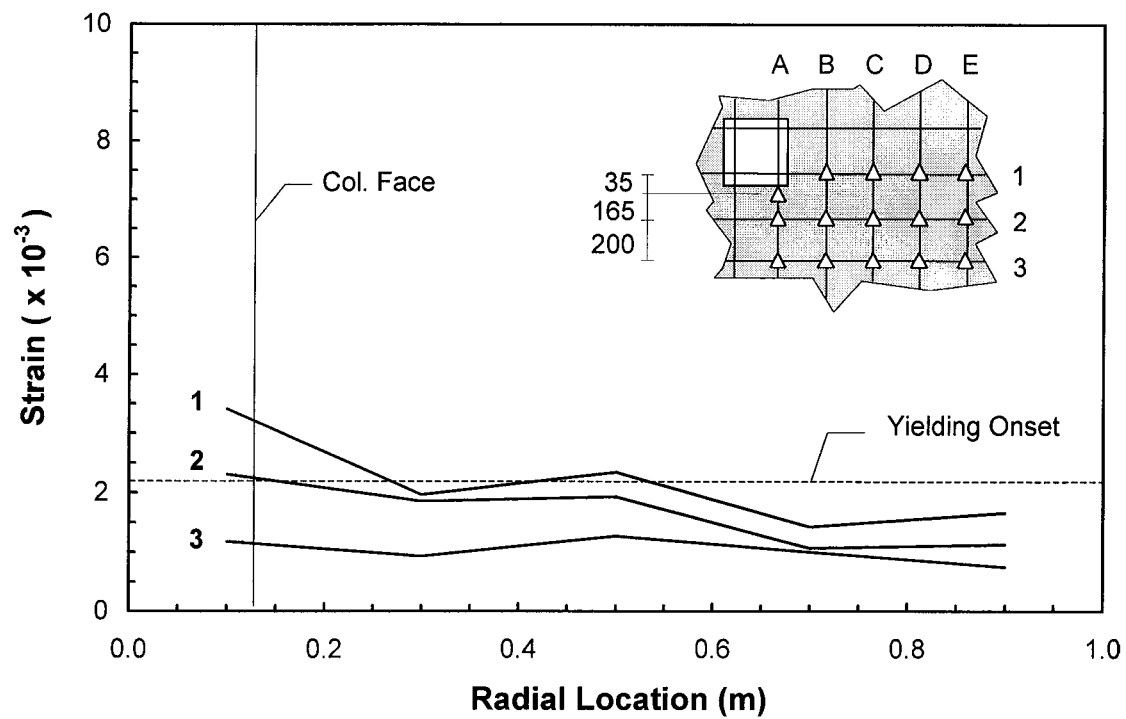 10
8
6
4
2
0
Strain ( x 10⁻³)
0.0 0.2 0.4 0.6 0.8 1.0
Radial Location (m)
Col. Face
Yielding Onset
1
2
3
A B C D E
35
165
200
1
2
3